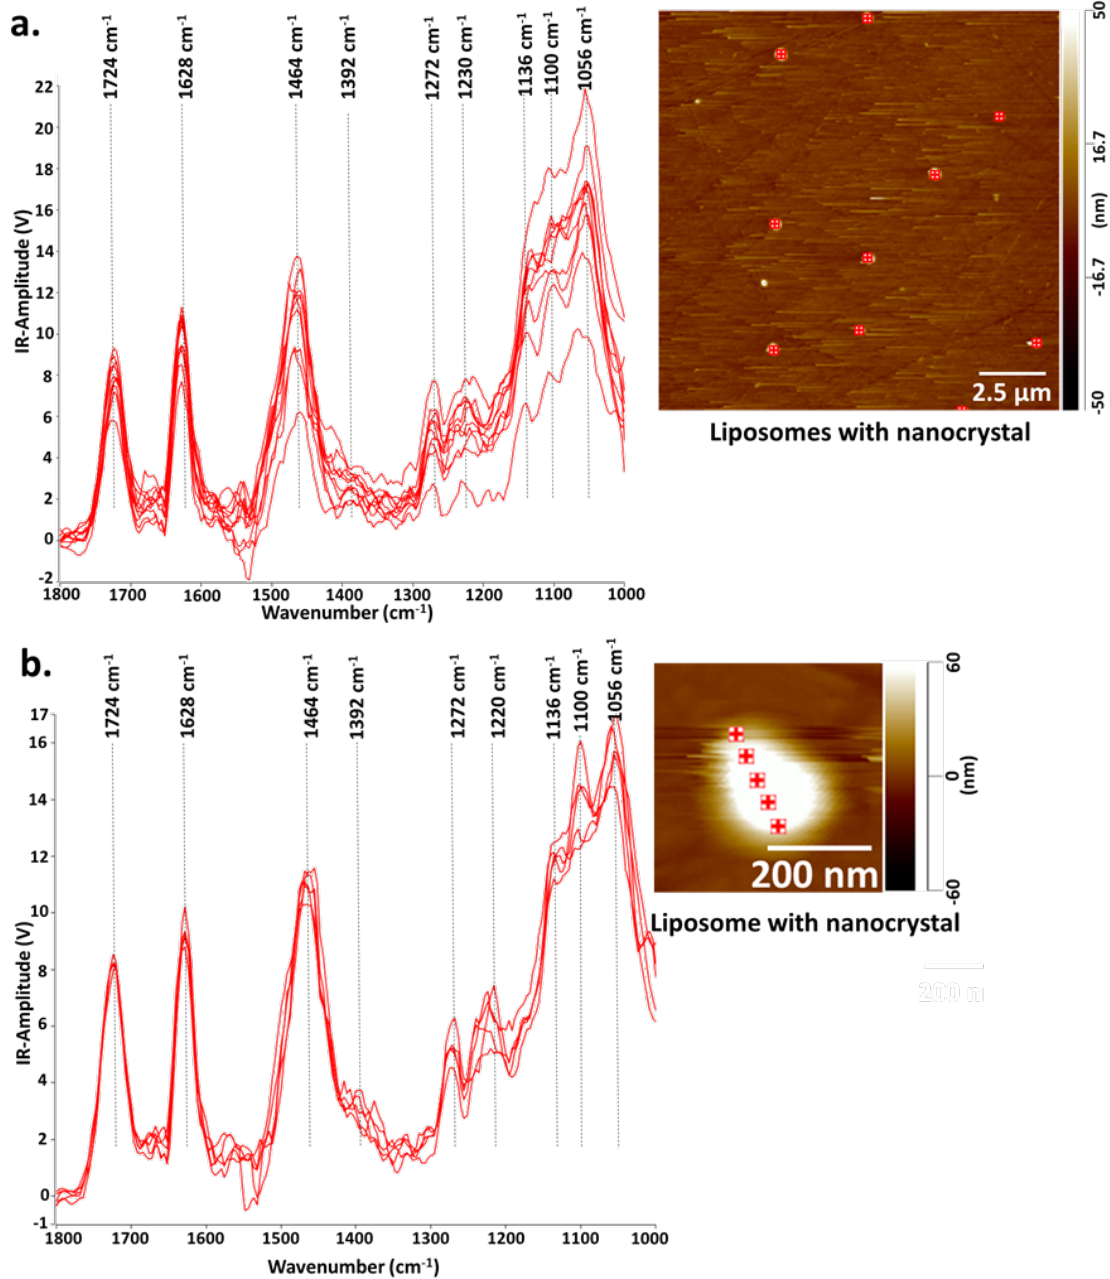 a.
1724 cm-1
1628 cm-1
1464 cm-1
1392 cm-1
1272 cm-1
1230 cm-1
1136 cm-1
1100 cm-1
1056 cm-1
IR-Amplitude (V)
22
20
18
16
14
12
10
8
6
4
2
0
-2
1800 1700 1600 1500 1400 1300 1200 1100 1000
Wavenumber (cm-1)
50
16.7
(nm)
-16.7
-50
2.5 μm
Liposomes with nanocrystal
b.
1724 cm-1
1628 cm-1
1464 cm-1
1392 cm-1
1272 cm-1
1220 cm-1
1136 cm-1
1100 cm-1
1056 cm-1
IR-Amplitude (V)
17
16
14
12
10
8
6
4
2
0
-1
1800 1700 1600 1500 1400 1300 1200 1100 1000
Wavenumber (cm-1)
60
0
(nm)
-60
200 nm
Liposome with nanocrystal
200 n